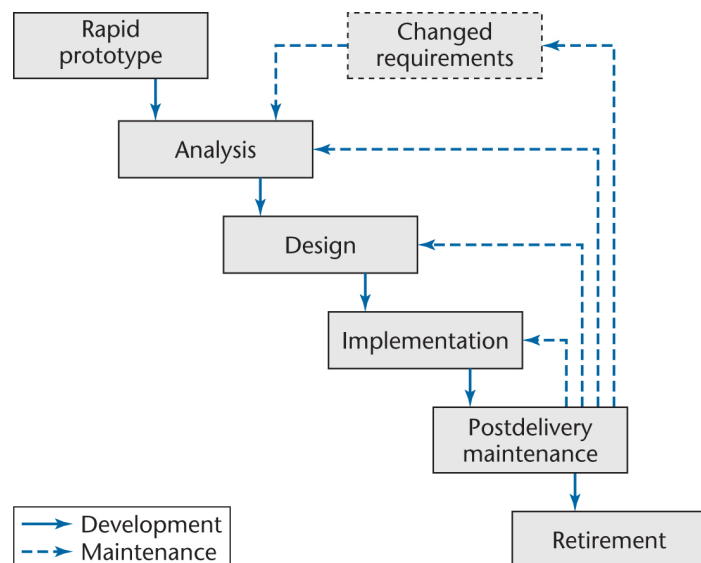 Rapid
prototype
Changed
requirements
Analysis
Design
Implementation
Postdelivery
maintenance
Retirement
Development
Maintenance